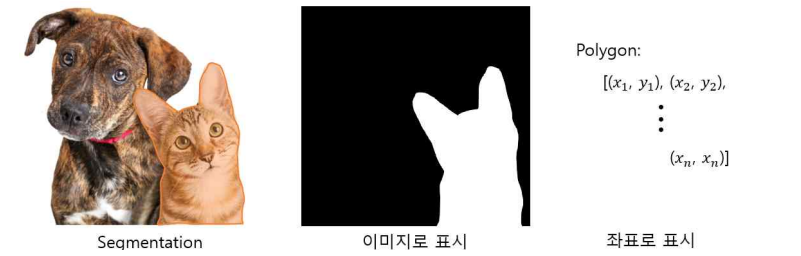 Polygon:
[(x₁, y₁), (x₂, y₂),
⋮
(xₙ, xₙ)]
Segmentation
이미지로 표시
좌표로 표시